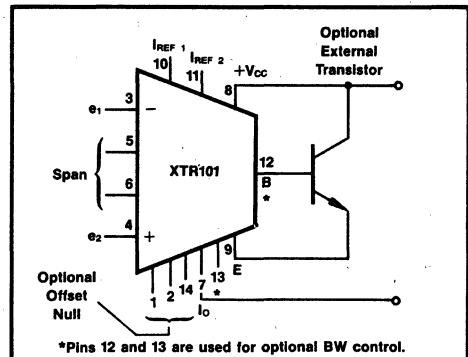 Optional
External
Transistor
IREF 1
10
IREF 2
11
+VCC
8
e1
3
−
5
Span
6
XTR101
12
B
*
4
e2
+
9
E
13
*
7
IO
14
2
1
Optional
Offset
Null
*Pins 12 and 13 are used for optional BW control.